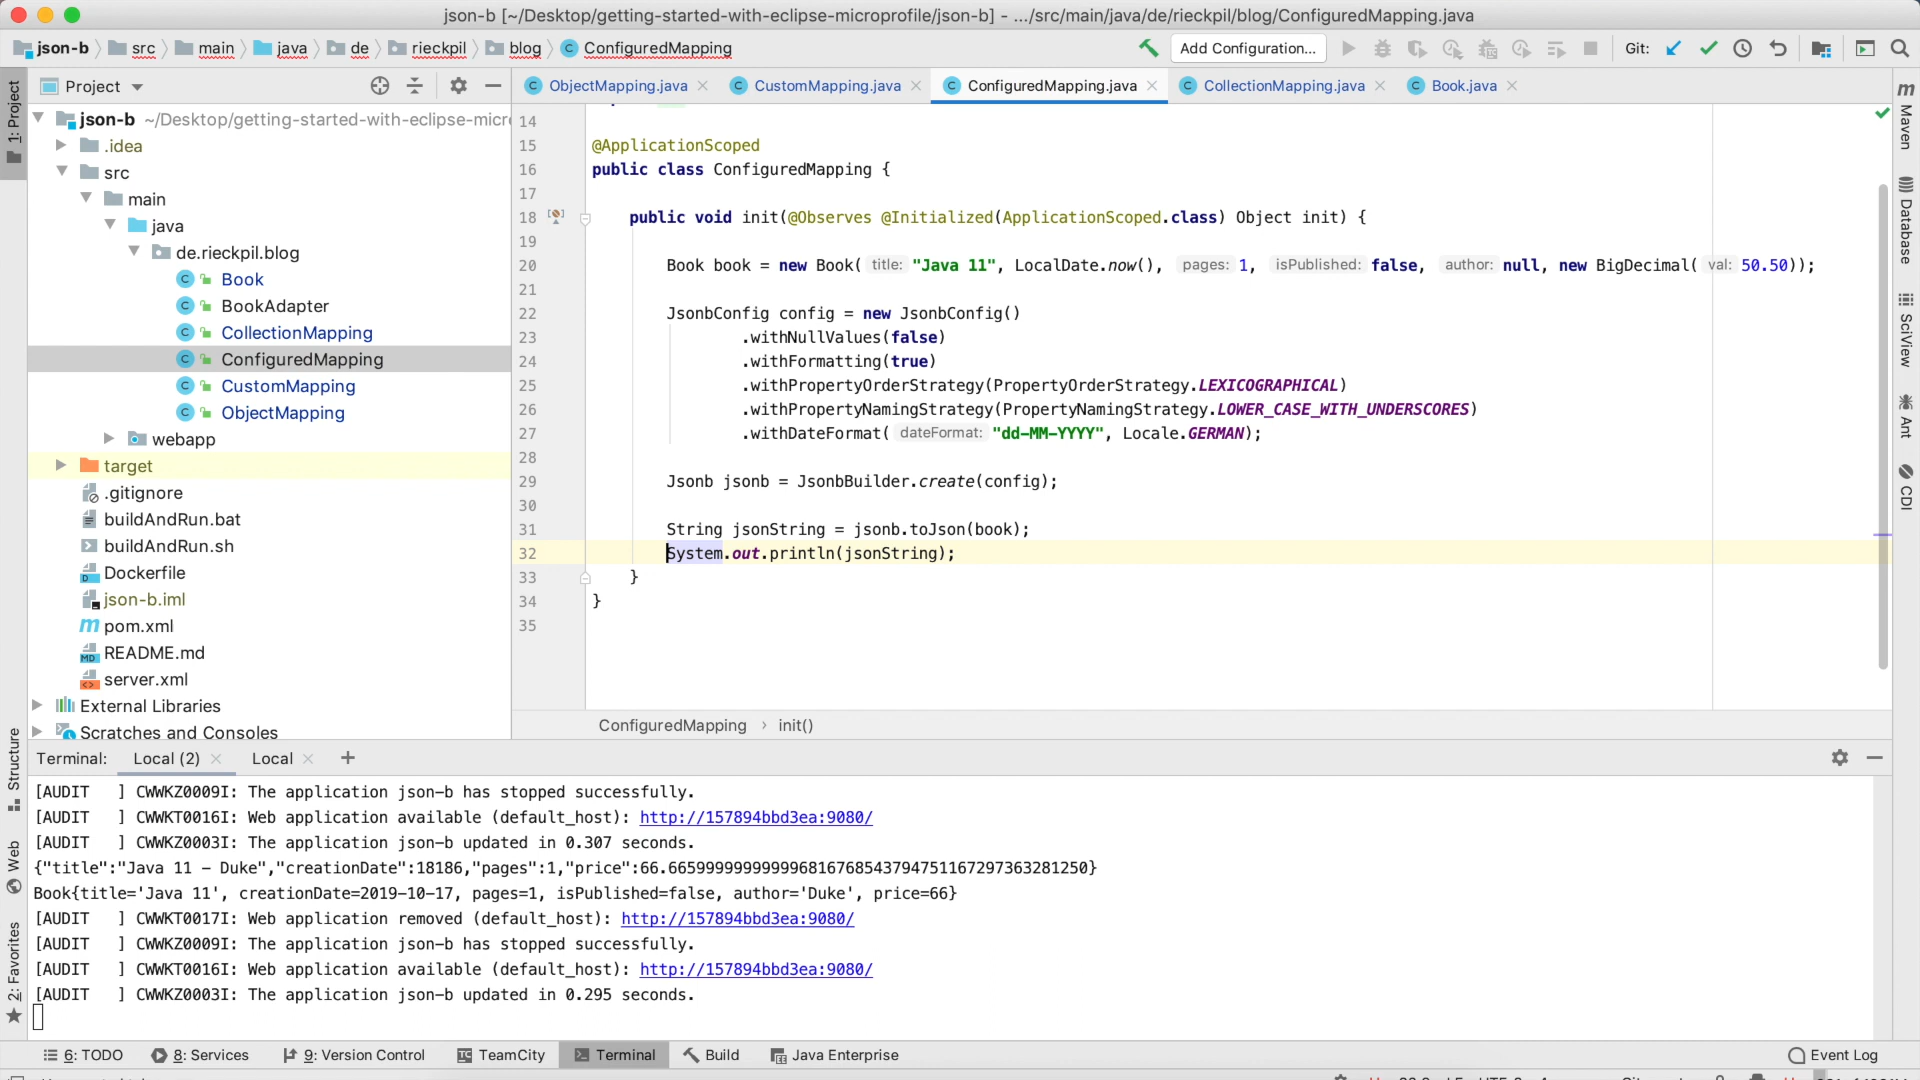 json-b [~/Desktop/getting-started-with-eclipse-microprofile/json-b] - .../src/main/java/de/rieckpil/blog/ConfiguredMapping.java
json-b src main java de rieckpil blog ConfiguredMapping Add Configuration... Git:
Project
ObjectMapping.java CustomMapping.java ConfiguredMapping.java CollectionMapping.java Book.java
1: Project
json-b ~/Desktop/getting-started-with-eclipse-micr
.idea
src
main
java
de.rieckpil.blog
Book
BookAdapter
CollectionMapping
ConfiguredMapping
CustomMapping
ObjectMapping
webapp
target
.gitignore
buildAndRun.bat
buildAndRun.sh
Dockerfile
json-b.iml
pom.xml
README.md
server.xml
External Libraries
Scratches and Consoles
14
15 @ApplicationScoped
16 public class ConfiguredMapping {
17
18 public void init(@Observes @Initialized(ApplicationScoped.class) Object init) {
19
20 Book book = new Book( title: "Java 11", LocalDate.now(), pages: 1, isPublished: false, author: null, new BigDecimal( val: 50.50));
21
22 JsonbConfig config = new JsonbConfig()
23 .withNullValues(false)
24 .withFormatting(true)
25 .withPropertyOrderStrategy(PropertyOrderStrategy.LEXICOGRAPHICAL)
26 .withPropertyNamingStrategy(PropertyNamingStrategy.LOWER_CASE_WITH_UNDERSCORES)
27 .withDateFormat( dateFormat: "dd-MM-YYYY", Locale.GERMAN);
28
29 Jsonb jsonb = JsonbBuilder.create(config);
30
31 String jsonString = jsonb.toJson(book);
32 System.out.println(jsonString);
33 }
34 }
35
ConfiguredMapping › init()
Maven
Database
SciView
Ant
CDI
Structure
Web
2: Favorites
Terminal: Local (2) Local +
[AUDIT ] CWWKZ0009I: The application json-b has stopped successfully.
[AUDIT ] CWWKT0016I: Web application available (default_host): http://157894bbd3ea:9080/
[AUDIT ] CWWKZ0003I: The application json-b updated in 0.307 seconds.
{"title":"Java 11 - Duke","creationDate":18186,"pages":1,"price":66.6659999999999968167685437947511672973632812​50}
Book{title='Java 11', creationDate=2019-10-17, pages=1, isPublished=false, author='Duke', price=66}
[AUDIT ] CWWKT0017I: Web application removed (default_host): http://157894bbd3ea:9080/
[AUDIT ] CWWKZ0009I: The application json-b has stopped successfully.
[AUDIT ] CWWKT0016I: Web application available (default_host): http://157894bbd3ea:9080/
[AUDIT ] CWWKZ0003I: The application json-b updated in 0.295 seconds.
6: TODO 8: Services 9: Version Control TeamCity Terminal Build Java Enterprise Event Log